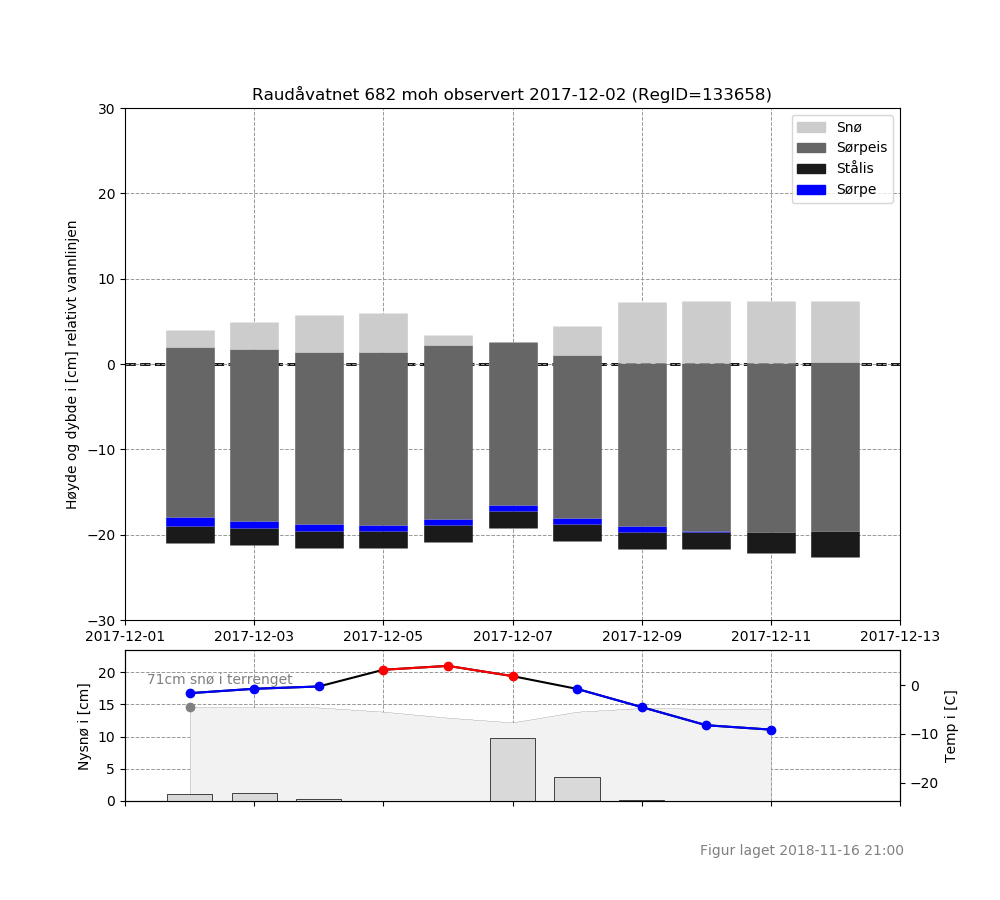 Raudåvatnet 682 moh observert 2017-12-02 (RegID=133658)
Høyde og dybde i [cm] relativt vannlinjen
30
20
10
0
−10
−20
−30
Snø
Sørpeis
Stålis
Sørpe
2017-12-01
2017-12-03
2017-12-05
2017-12-07
2017-12-09
2017-12-11
2017-12-13
Nysnø i [cm]
20
15
10
5
0
71cm snø i terrenget
0
−10
−20
Temp i [C]
Figur laget 2018-11-16 21:00